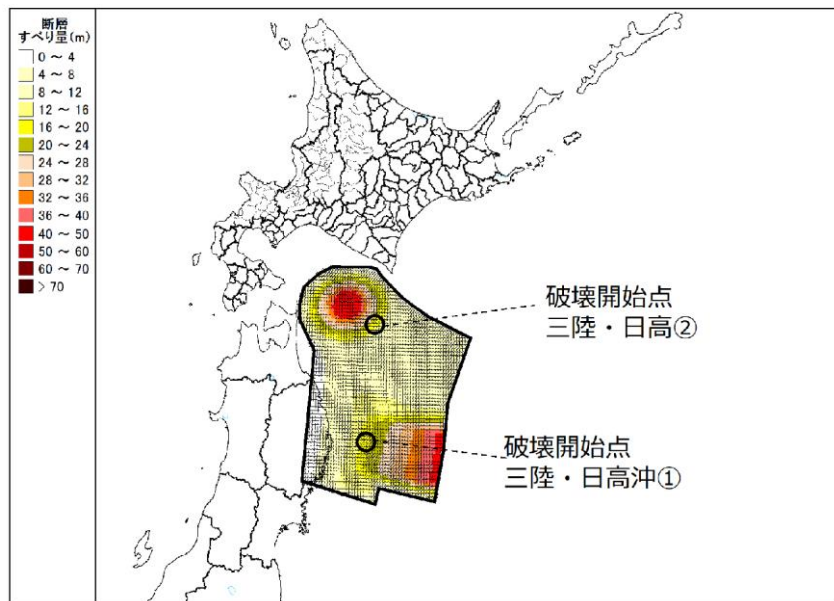 断層
すべり量(m)
0 ～ 4
4 ～ 8
8 ～ 12
12 ～ 16
16 ～ 20
20 ～ 24
24 ～ 28
28 ～ 32
32 ～ 36
36 ～ 40
40 ～ 50
50 ～ 60
60 ～ 70
> 70
破壊開始点
三陸・日高②
破壊開始点
三陸・日高沖①